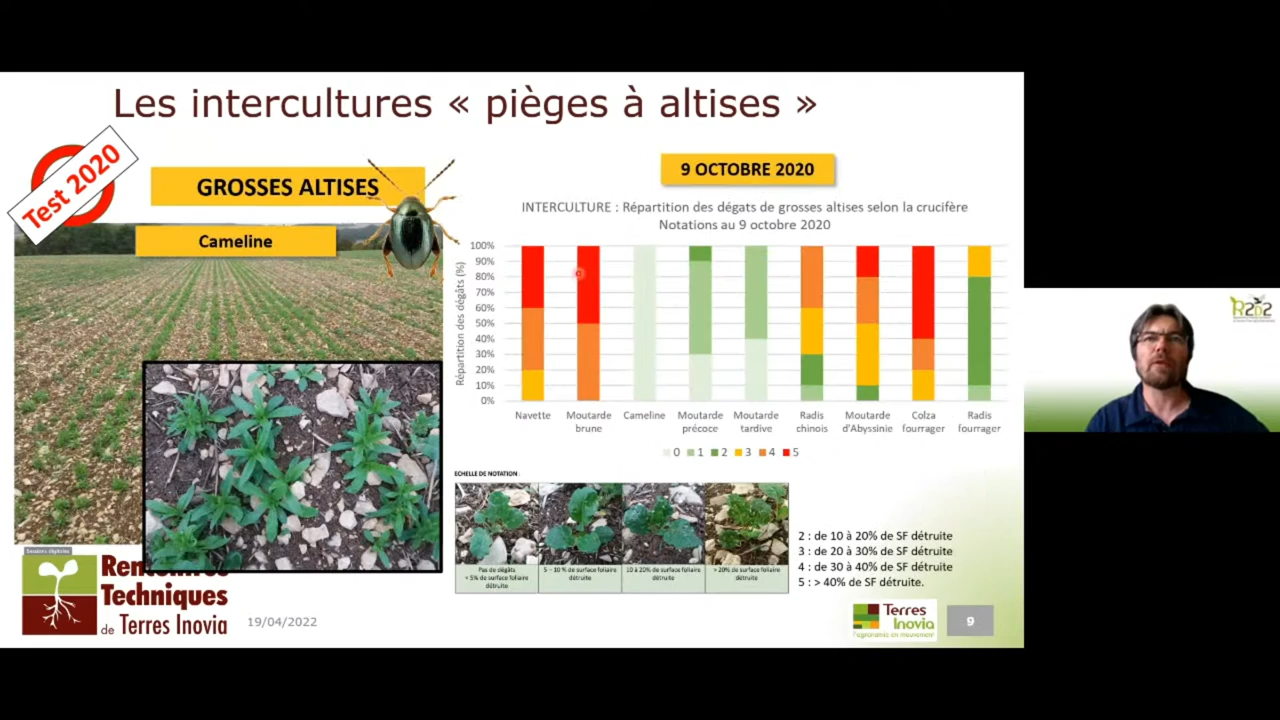 Les intercultures « pièges à altises »
Test 2020
GROSSES ALTISES
Cameline
9 OCTOBRE 2020
INTERCULTURE : Répartition des dégats de grosses altises selon la crucifère
Notations au 9 octobre 2020
Répartition des dégâts (%)
100%
90%
80%
70%
60%
50%
40%
30%
20%
10%
0%
Navette
Moutarde brune
Cameline
Moutarde précoce
Moutarde tardive
Radis chinois
Moutarde d'Abyssinie
Colza fourrager
Radis fourrager
0 1 2 3 4 5
ECHELLE DE NOTATION :
Pas de dégâts
< 5% de surface foliaire
détruite
5 – 10 % de surface foliaire
détruite
10 à 20% de surface foliaire
détruite
> 20% de surface foliaire
détruite
2 : de 10 à 20% de SF détruite
3 : de 20 à 30% de SF détruite
4 : de 30 à 40% de SF détruite
5 : > 40% de SF détruite.
Rencontres
Techniques
de Terres Inovia
19/04/2022
Terres
Inovia
l'agronomie en mouvement
9
R2D2